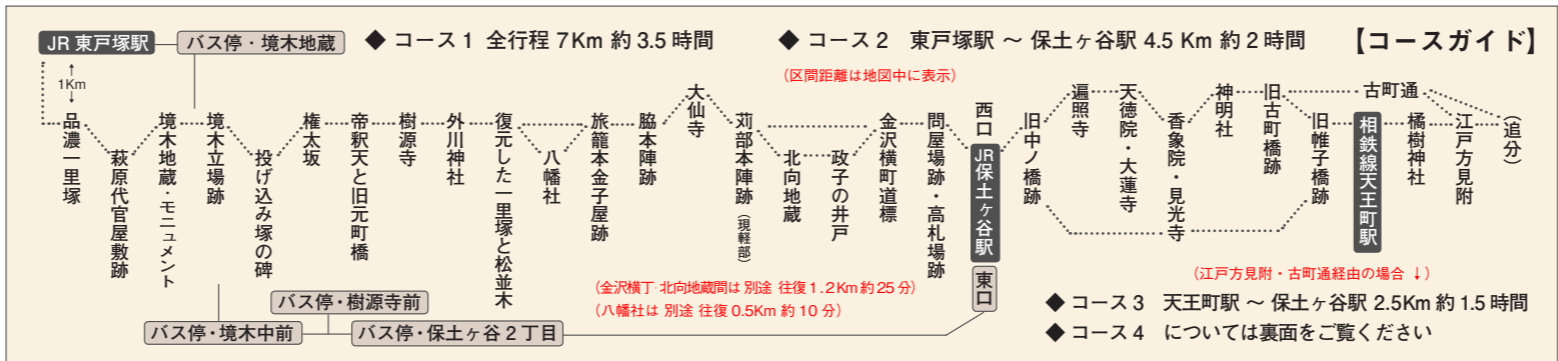 JR 東戸塚駅
バス停・境木地蔵
◆ コース1 全行程 7Km 約 3.5 時間
◆ コース2 東戸塚駅 〜 保土ヶ谷駅 4.5 Km 約 2 時間
【コースガイド】
(区間距離は地図中に表示)
↑
1Km
↓
品濃一里塚
萩原代官屋敷跡
境木地蔵・モニュメント
境木立場跡
投げ込み塚の碑
権太坂
帝釈天と旧元町橋
樹源寺
外川神社
復元した一里塚と松並木
八幡社
旅籠本金子屋跡
脇本陣跡
大仙寺
苅部本陣跡
(現軽部)
北向地蔵
政子の井戸
金沢横町道標
問屋場跡・高札場跡
西口
JR保土ヶ谷駅
東口
旧中ノ橋跡
遍照寺
天徳院・大蓮寺
香象院・見光寺
神明社
旧古町橋跡
旧帷子橋跡
古町通
相鉄線天王町駅
橘樹神社
江戸方見附
(追分)
(金沢横丁・北向地蔵間は 別途 往復 1.2Km 約 25 分)
(八幡社は 別途 往復 0.5Km 約 10 分)
バス停・樹源寺前
バス停・境木中前
バス停・保土ヶ谷 2 丁目
(江戸方見附・古町通経由の場合 ↓)
◆ コース3 天王町駅 〜 保土ヶ谷駅 2.5Km 約 1.5 時間
◆ コース4 については裏面をご覧ください